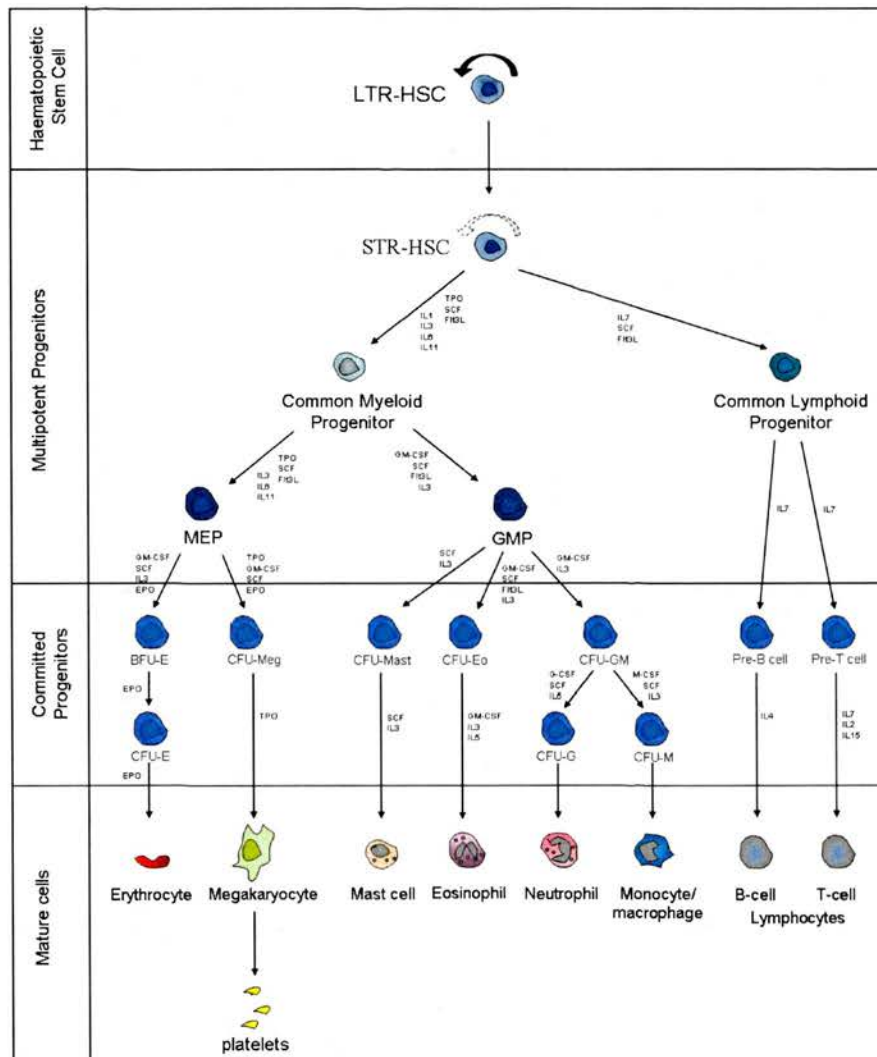 Haematopoietic
Stem Cell
LTR-HSC
Multipotent Progenitors
STR-HSC
TPO
SCF
Flt3L
IL1
IL3
IL6
IL11
IL7
SCF
Flt3L
Common Myeloid
Progenitor
Common Lymphoid
Progenitor
TPO
SCF
Flt3L
IL3
IL6
IL11
GM-CSF
SCF
Flt3L
IL3
IL7
IL7
MEP
GMP
GM-CSF
SCF
IL3
EPO
TPO
GM-CSF
SCF
EPO
SCF
IL3
GM-CSF
SCF
Flt3L
IL3
GM-CSF
IL3
Committed
Progenitors
BFU-E
CFU-Meg
CFU-Mast
CFU-Eo
CFU-GM
Pre-B cell
Pre-T cell
EPO
TPO
SCF
IL3
GM-CSF
IL3
IL5
G-CSF
SCF
IL6
M-CSF
SCF
IL3
IL4
IL7
IL2
IL15
CFU-E
CFU-G
CFU-M
EPO
Mature cells
Erythrocyte
Megakaryocyte
Mast cell
Eosinophil
Neutrophil
Monocyte/
macrophage
B-cell
T-cell
Lymphocytes
platelets